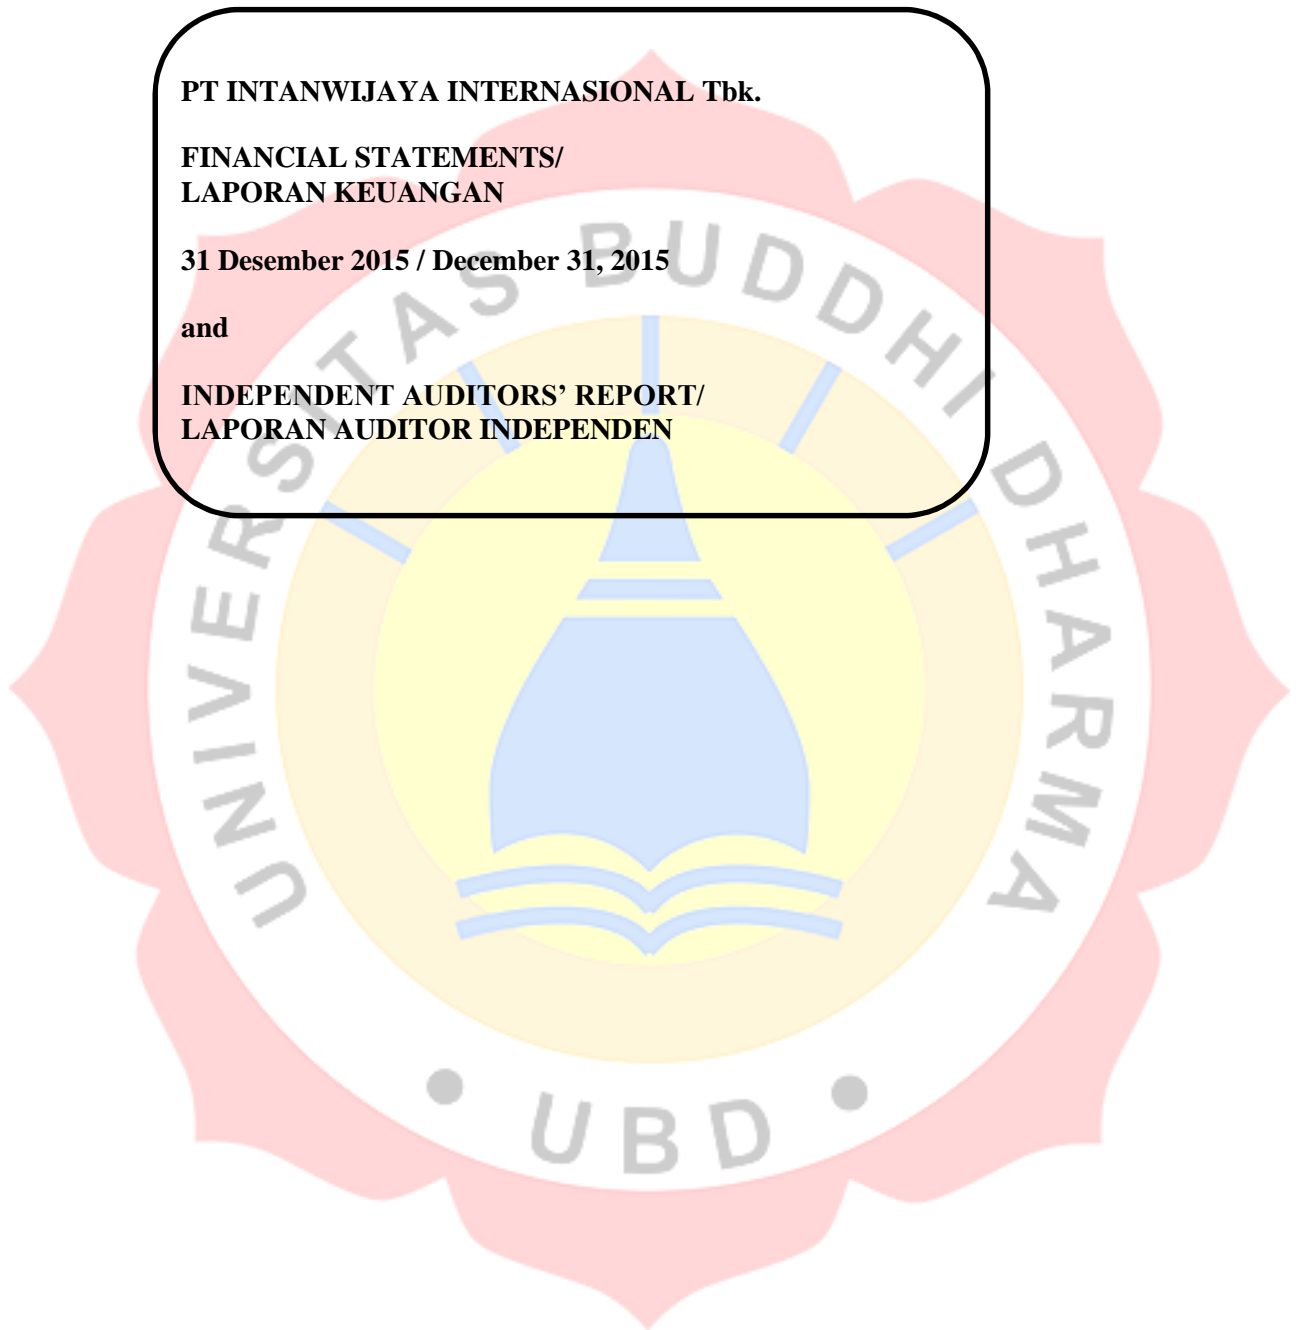 PT INTANWIJAYA INTERNASIONAL Tbk.
FINANCIAL STATEMENTS/
LAPORAN KEUANGAN
31 Desember 2015 / December 31, 2015
and
INDEPENDENT AUDITORS’ REPORT/
LAPORAN AUDITOR INDEPENDEN
UNIVERSITAS BUDDHI DHARMA
• UBD •